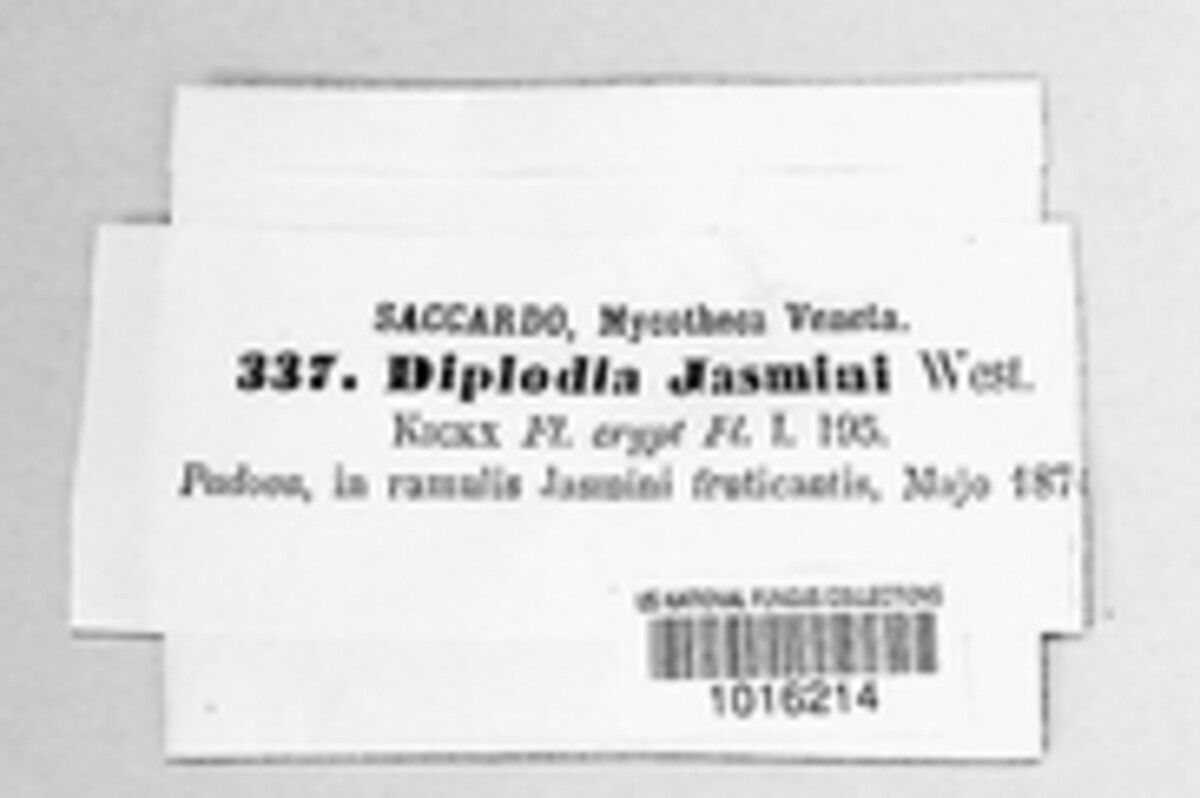 SACCARDO, Mycotheca Veneta.
337. Diplodia Jasmini West.
KICKX Fl. crypt Fl. I. 195.
Padova, in ramulis Jasmini fruticantis, Majo
US NATIONAL FUNGUS COLLECTIONS
1016214